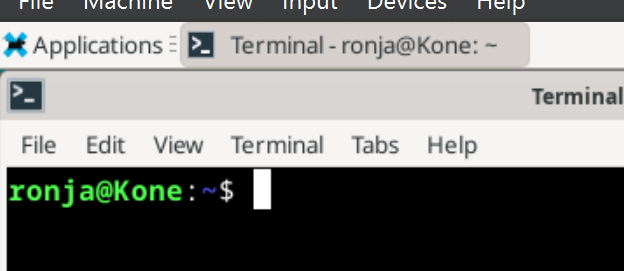 File Machine View Input Devices Help
Applications Terminal - ronja@Kone: ~
Terminal
File Edit View Terminal Tabs Help
ronja@Kone:~$